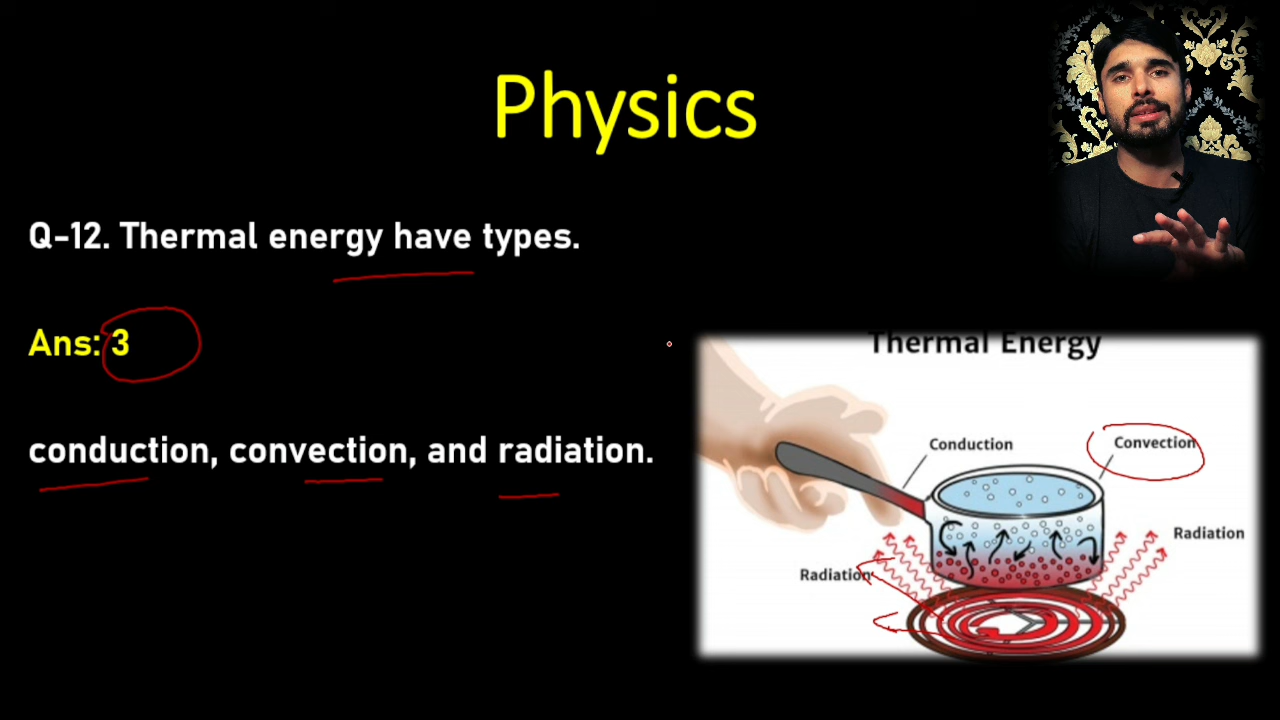 Physics
Q-12. Thermal energy have types.
Ans: 3
conduction, convection, and radiation.
Thermal Energy
Conduction
Convection
Radiation
Radiation